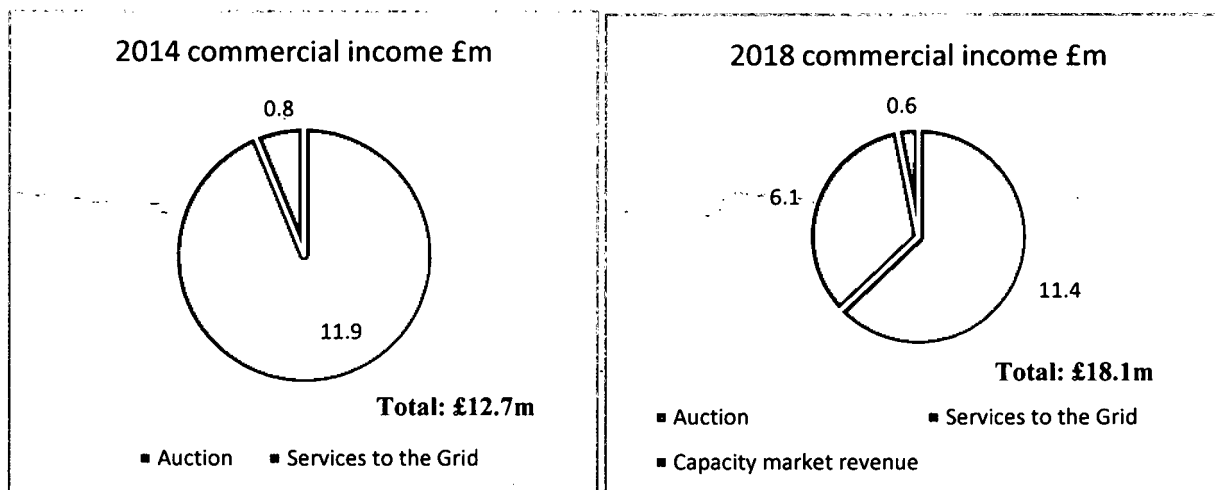 2014 commercial income £m
0.8
11.9
Total: £12.7m
Auction Services to the Grid
2018 commercial income £m
0.6
6.1
11.4
Total: £18.1m
Auction Services to the Grid
Capacity market revenue